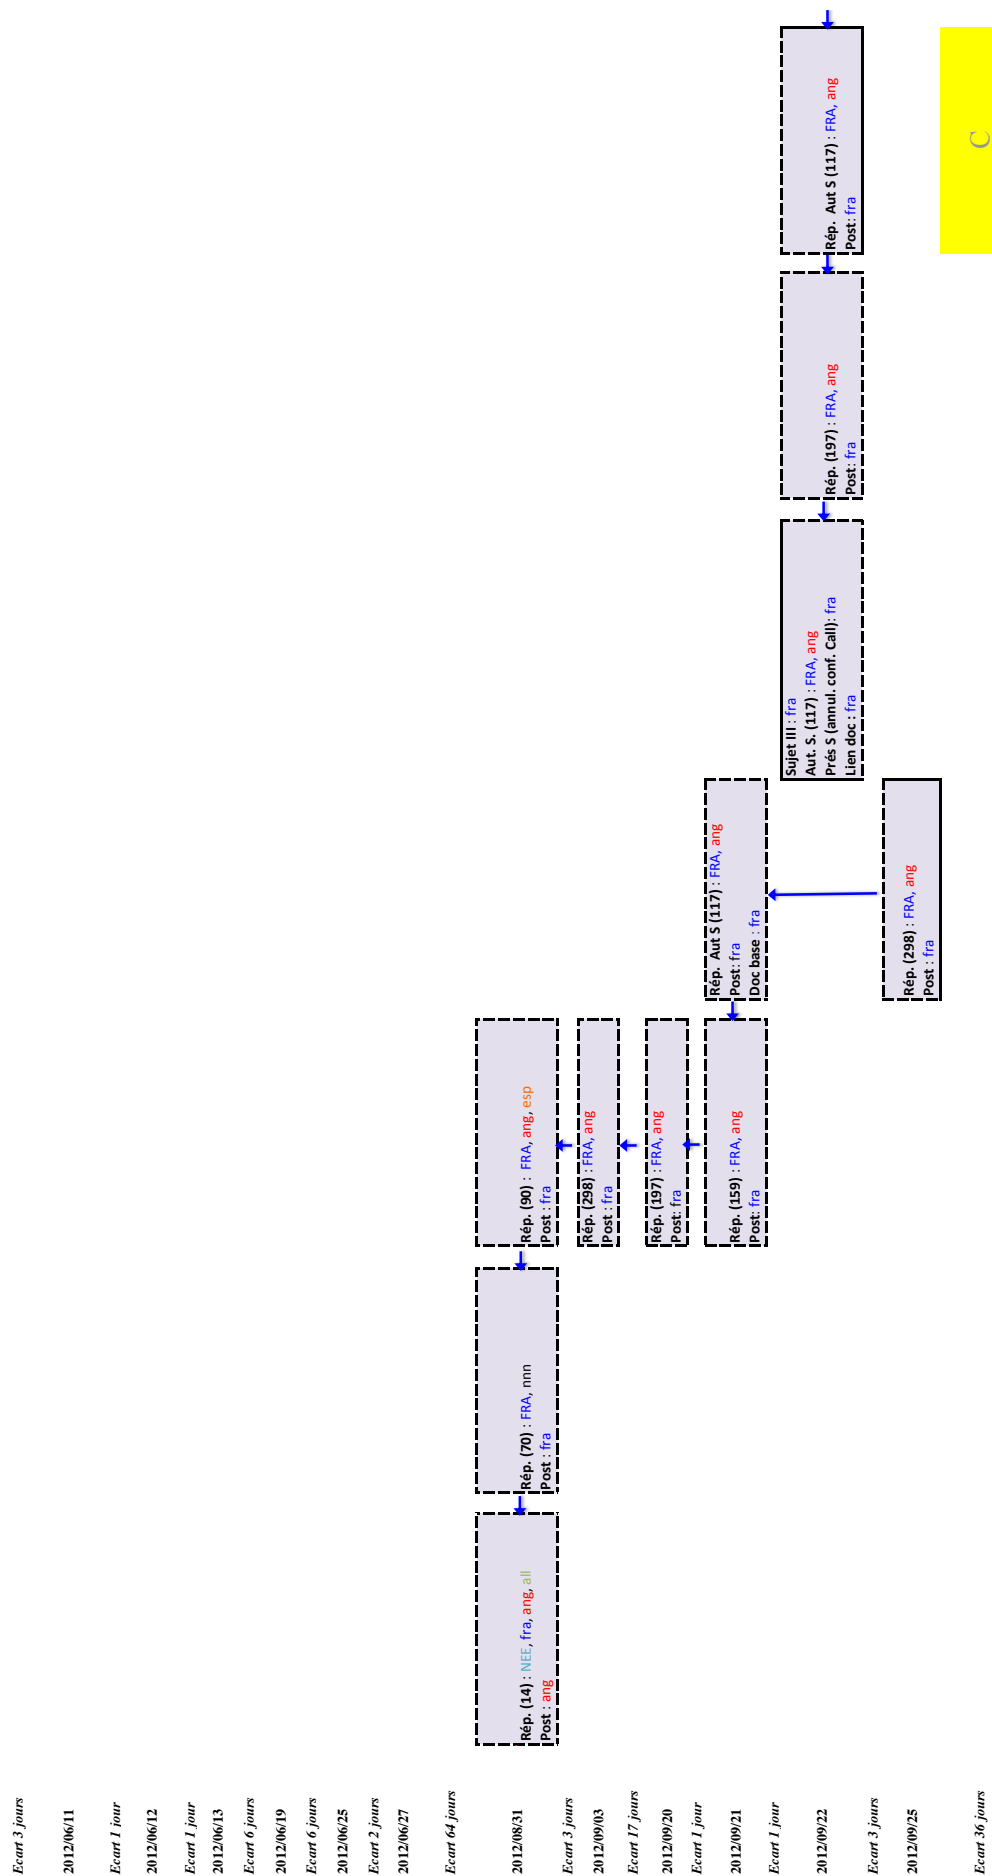 Ecart 3 jours
2012/06/11
Ecart 1 jour
2012/06/12
Ecart 1 jour
2012/06/13
Ecart 6 jours
2012/06/19
Ecart 6 jours
2012/06/25
Ecart 2 jours
2012/06/27
Ecart 64 jours
2012/08/31
Rép. (14) : NEE, fra, ang, all
Post : ang
Rép. (70) : FRA, nnn
Post : fra
Rép. (90) : FRA, ang, esp
Post : fra
Ecart 3 jours
2012/09/03
Rép. (298) : FRA, ang
Post : fra
Ecart 17 jours
2012/09/20
Rép. (197) : FRA, ang
Post: fra
Ecart 1 jour
2012/09/21
Rép. (159) : FRA, ang
Post: fra
Rép. Aut S (117) : FRA, ang
Post: fra
Doc base : fra
Ecart 1 jour
2012/09/22
Sujet III : fra
Aut. S. (117) : FRA, ang
Prés S (annul. conf. Call): fra
Lien doc : fra
Rép. (197) : FRA, ang
Post: fra
Rép. Aut S (117) : FRA, ang
Post: fra
Ecart 3 jours
2012/09/25
Rép. (298) : FRA, ang
Post : fra
Ecart 36 jours
C